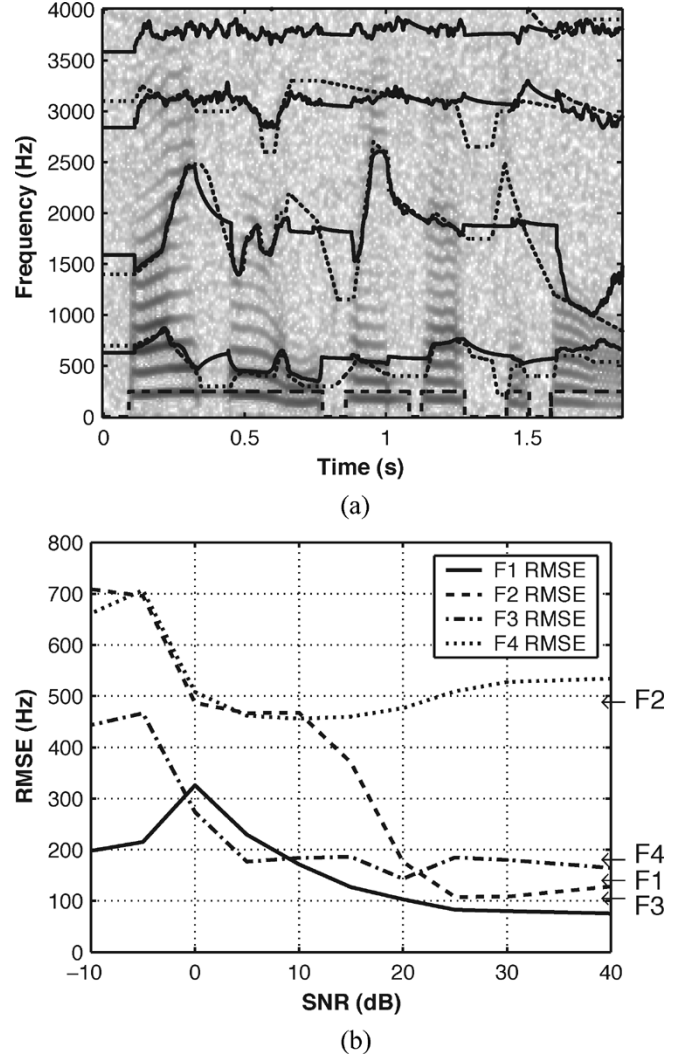 4000
3500
3000
2500
2000
1500
1000
500
0
Frequency (Hz)
0 0.5 1 1.5
Time (s)
(a)
800
700
600
500
400
300
200
100
0
RMSE (Hz)
F1 RMSE
F2 RMSE
F3 RMSE
F4 RMSE
F2
F4
F1
F3
−10 0 10 20 30 40
SNR (dB)
(b)